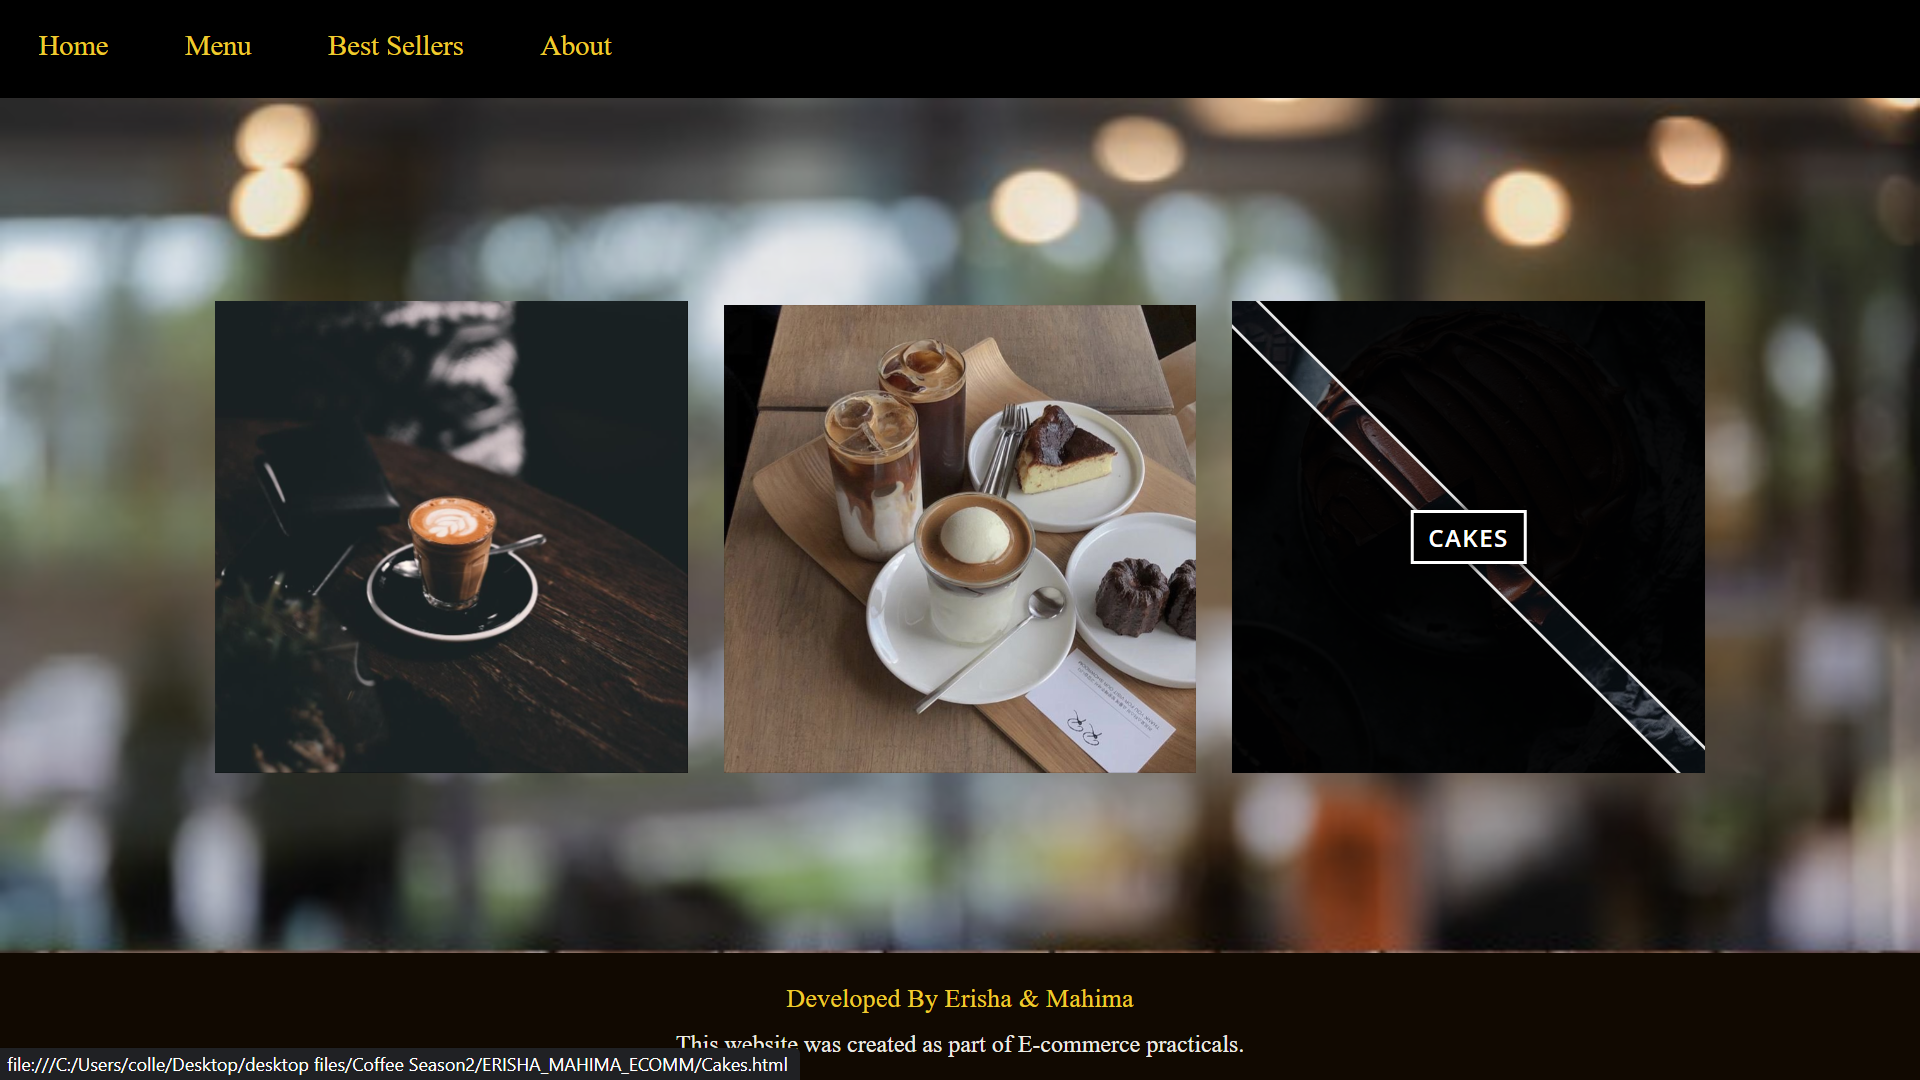 Home
Menu
Best Sellers
About
CAKES
Developed By Erisha & Mahima
This website was created as part of E-commerce practicals.
file:///C:/Users/colle/Desktop/desktop files/Coffee Season2/ERISHA_MAHIMA_ECOMM/Cakes.html